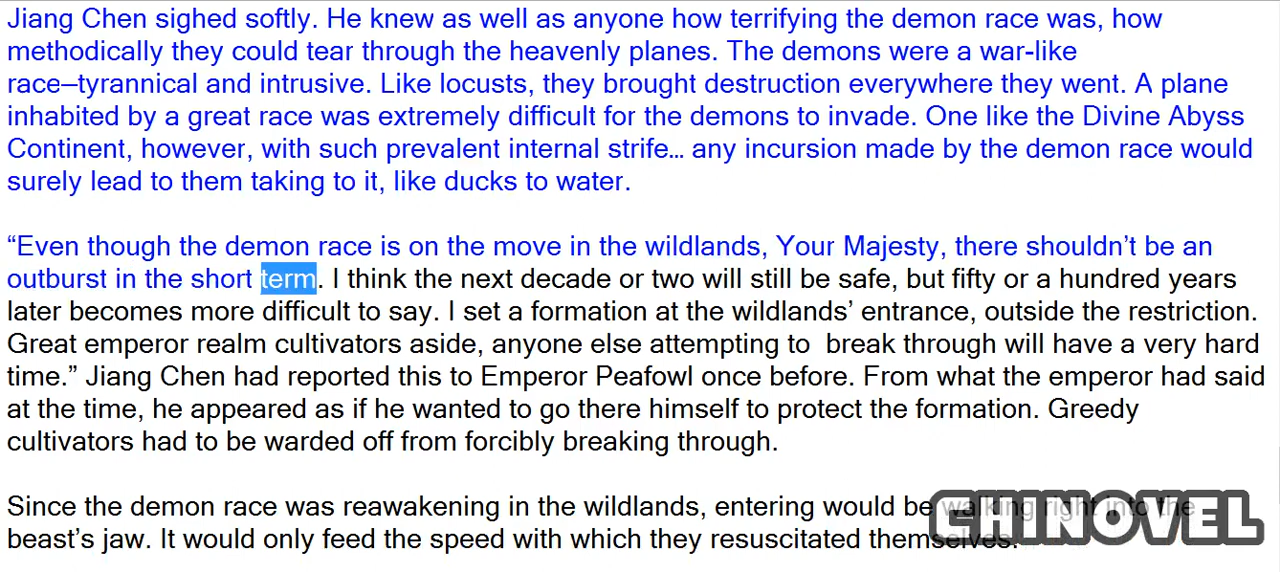 Jiang Chen sighed softly. He knew as well as anyone how terrifying the demon race was, how
methodically they could tear through the heavenly planes. The demons were a war-like
race—tyrannical and intrusive. Like locusts, they brought destruction everywhere they went. A plane
inhabited by a great race was extremely difficult for the demons to invade. One like the Divine Abyss
Continent, however, with such prevalent internal strife… any incursion made by the demon race would
surely lead to them taking to it, like ducks to water.
“Even though the demon race is on the move in the wildlands, Your Majesty, there shouldn’t be an
outburst in the short term. I think the next decade or two will still be safe, but fifty or a hundred years
later becomes more difficult to say. I set a formation at the wildlands’ entrance, outside the restriction.
Great emperor realm cultivators aside, anyone else attempting to  break through will have a very hard
time.” Jiang Chen had reported this to Emperor Peafowl once before. From what the emperor had said
at the time, he appeared as if he wanted to go there himself to protect the formation. Greedy
cultivators had to be warded off from forcibly breaking through.
Since the demon race was reawakening in the wildlands, entering would be walking right into the
beast’s jaw. It would only feed the speed with which they resuscitated themselves.
CHINOVEL